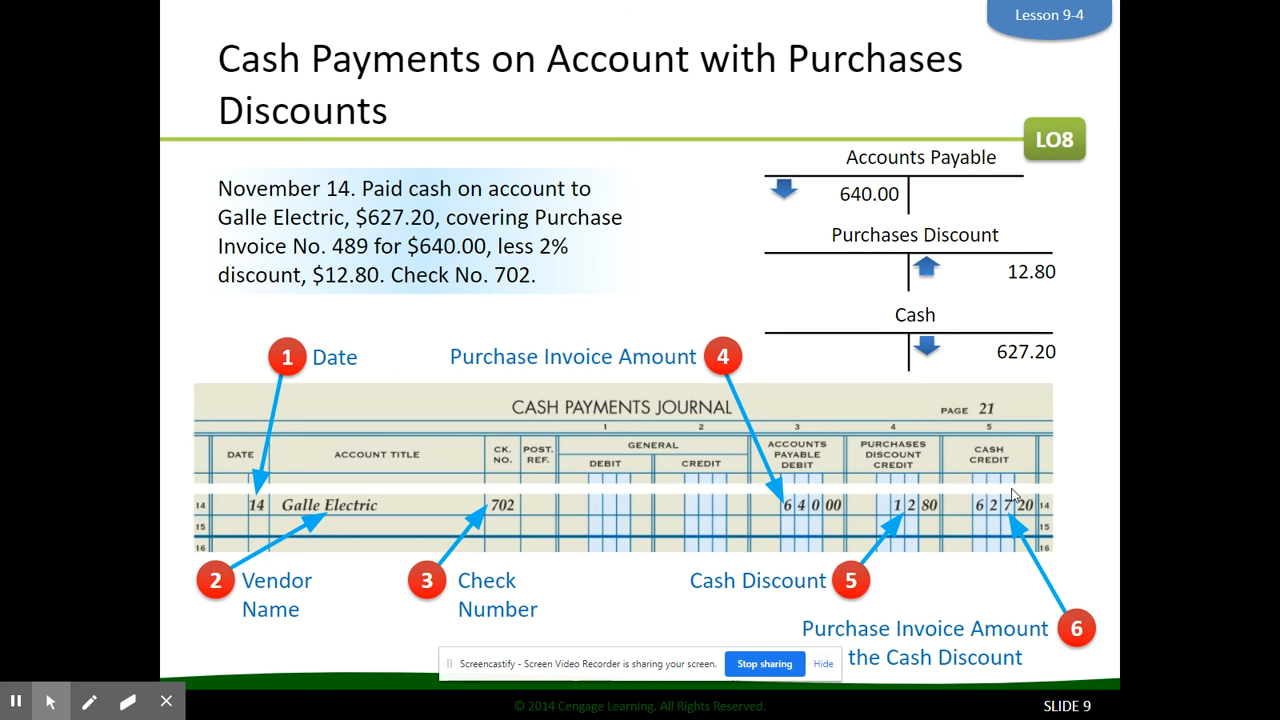 Lesson 9-4
Cash Payments on Account with Purchases
Discounts
LO8
November 14. Paid cash on account to
Galle Electric, $627.20, covering Purchase
Invoice No. 489 for $640.00, less 2%
discount, $12.80. Check No. 702.
Accounts Payable
640.00
Purchases Discount
12.80
Cash
627.20
1 Date
Purchase Invoice Amount 4
CASH PAYMENTS JOURNAL
PAGE 21
1 2 3 4 5
DATE
ACCOUNT TITLE
CK.
NO.
POST.
REF.
GENERAL
DEBIT CREDIT
ACCOUNTS
PAYABLE
DEBIT
PURCHASES
DISCOUNT
CREDIT
CASH
CREDIT
14 14 Galle Electric 702 640 00 12 80 627 20 14
15 15
16 16
2 Vendor
Name
3 Check
Number
Cash Discount 5
Purchase Invoice Amount 6
the Cash Discount
Screencastify - Screen Video Recorder is sharing your screen. Stop sharing Hide
© 2014 Cengage Learning. All Rights Reserved.
SLIDE 9